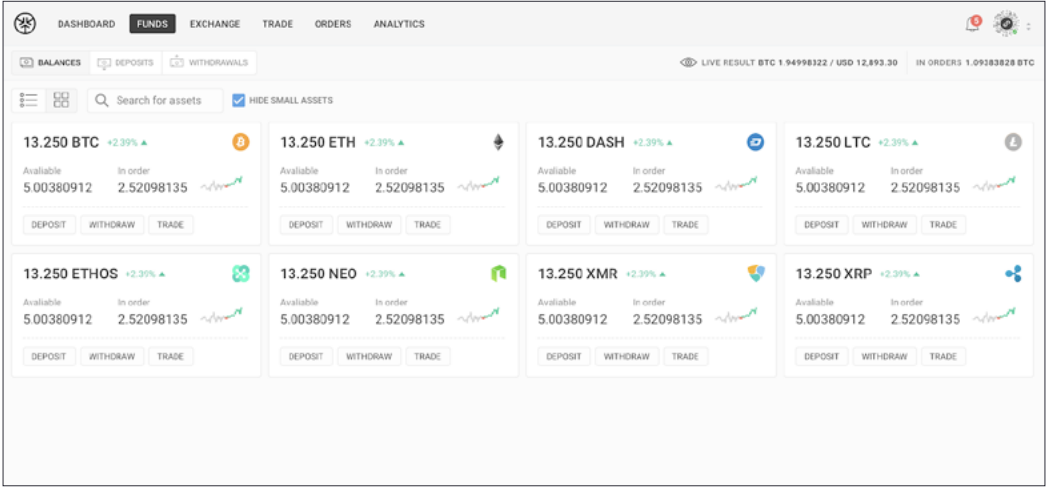 DASHBOARD FUNDS EXCHANGE TRADE ORDERS ANALYTICS 5
BALANCES DEPOSITS WITHDRAWALS LIVE RESULT BTC 1.94998322 / USD 12,893.30 IN ORDERS 1.09383828 BTC
Search for assets HIDE SMALL ASSETS
13.250 BTC +2.39% ▲ 13.250 ETH +2.39% ▲ 13.250 DASH +2.39% ▲ 13.250 LTC +2.39% ▲
Avaliable In order Avaliable In order Avaliable In order Avaliable In order
5.00380912 2.52098135 5.00380912 2.52098135 5.00380912 2.52098135 5.00380912 2.52098135
DEPOSIT WITHDRAW TRADE DEPOSIT WITHDRAW TRADE DEPOSIT WITHDRAW TRADE DEPOSIT WITHDRAW TRADE
13.250 ETHOS +2.39% ▲ 13.250 NEO +2.39% ▲ 13.250 XMR +2.39% ▲ 13.250 XRP +2.39% ▲
Avaliable In order Avaliable In order Avaliable In order Avaliable In order
5.00380912 2.52098135 5.00380912 2.52098135 5.00380912 2.52098135 5.00380912 2.52098135
DEPOSIT WITHDRAW TRADE DEPOSIT WITHDRAW TRADE DEPOSIT WITHDRAW TRADE DEPOSIT WITHDRAW TRADE